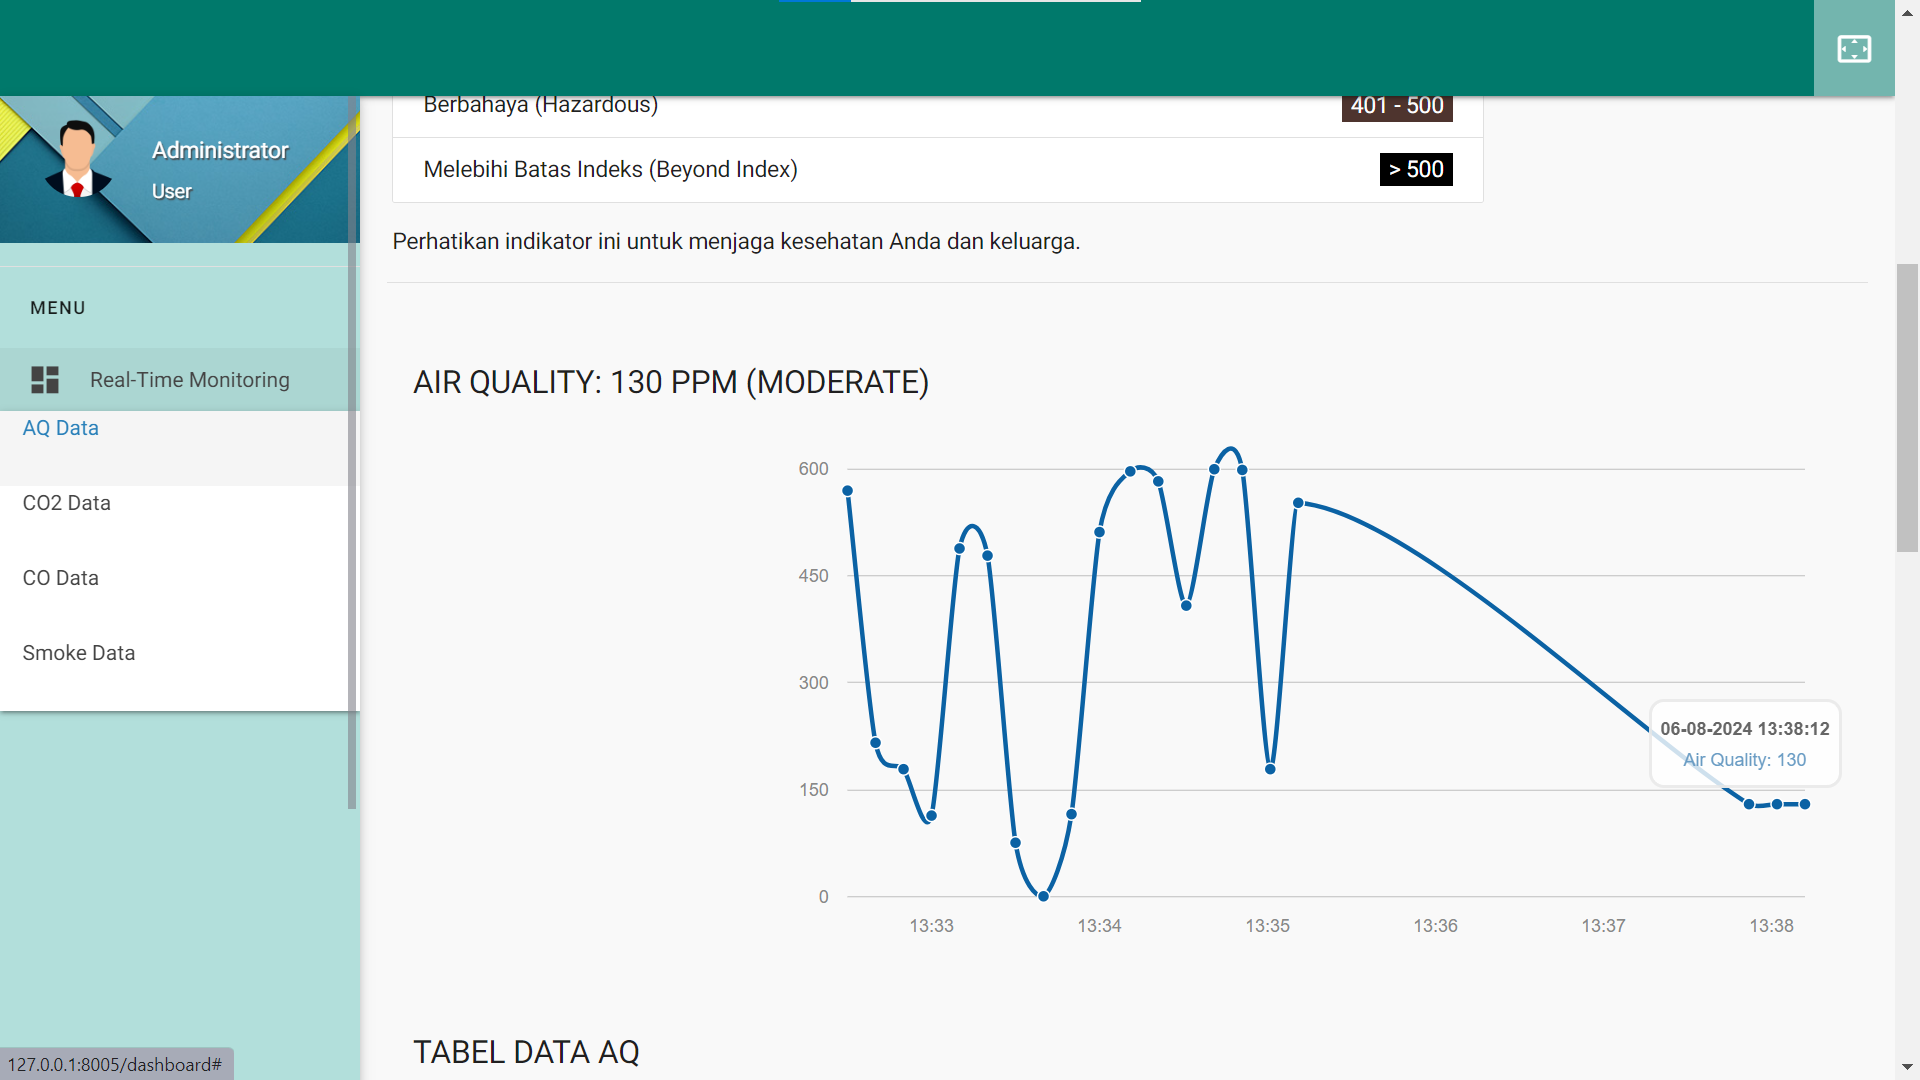 Administrator
User
MENU
Real-Time Monitoring
AQ Data
CO2 Data
CO Data
Smoke Data
Berbahaya (Hazardous) 401 - 500
Melebihi Batas Indeks (Beyond Index) > 500
Perhatikan indikator ini untuk menjaga kesehatan Anda dan keluarga.
AIR QUALITY: 130 PPM (MODERATE)
600
450
300
150
0
06-08-2024 13:38:12
Air Quality: 130
13:33 13:34 13:35 13:36 13:37 13:38
TABEL DATA AQ
127.0.0.1:8005/dashboard#